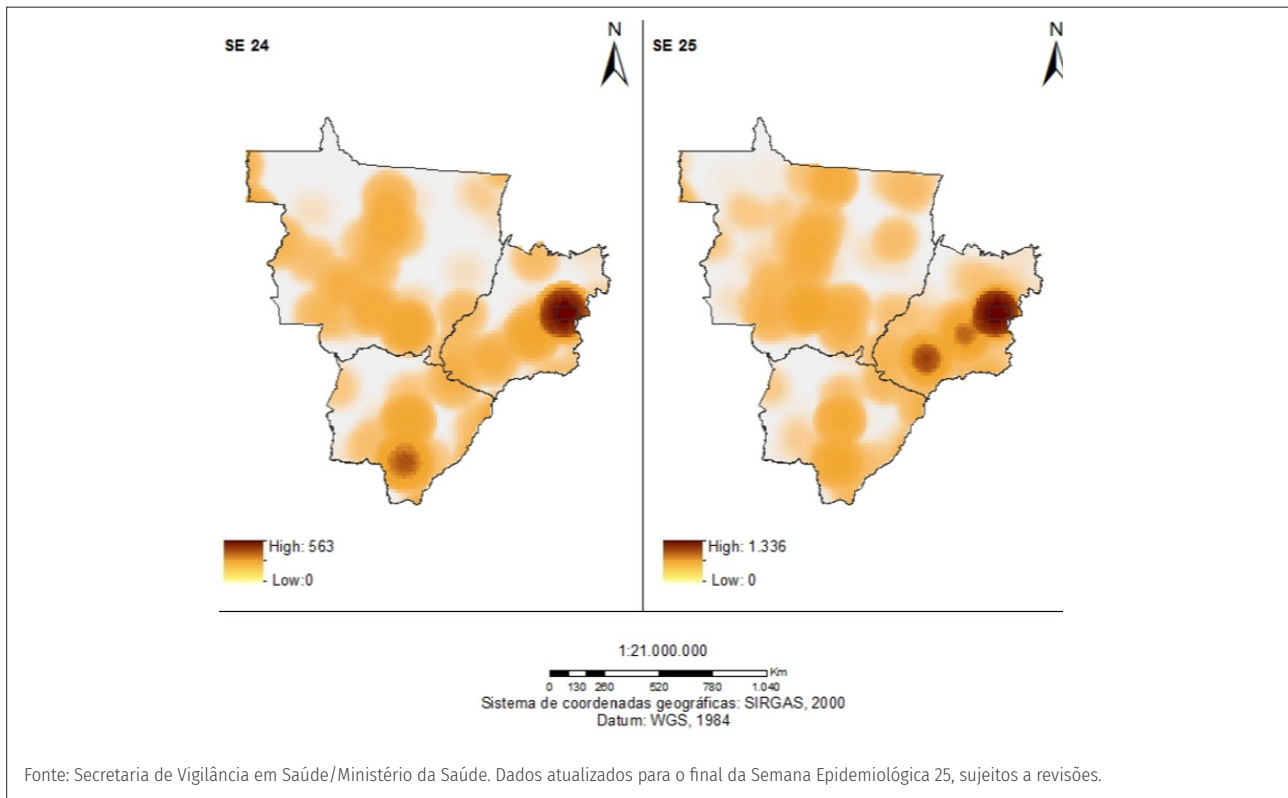 SE 24
N
High: 563
Low:0
SE 25
N
High: 1.336
Low: 0
1:21.000.000
Km
0 130 260 520 780 1.040
Sistema de coordenadas geográficas: SIRGAS, 2000
Datum: WGS, 1984
Fonte: Secretaria de Vigilância em Saúde/Ministério da Saúde. Dados atualizados para o final da Semana Epidemiológica 25, sujeitos a revisões.